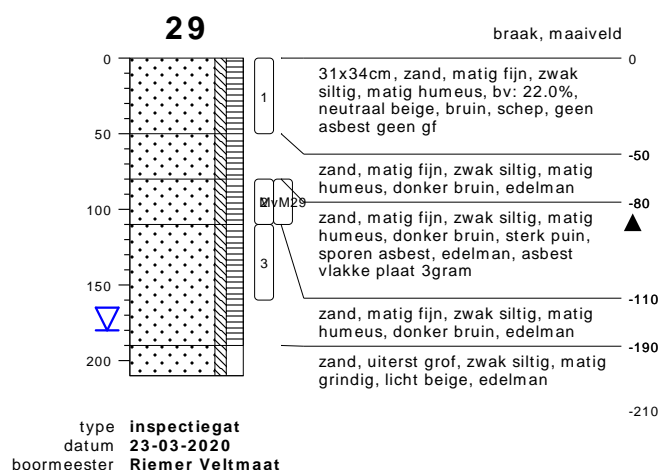 29
braak, maaiveld
0
50
100
150
200
1
MvM29
3
0
31x34cm, zand, matig fijn, zwak
siltig, matig humeus, bv: 22.0%,
neutraal beige, bruin, schep, geen
asbest geen gf
-50
zand, matig fijn, zwak siltig, matig
humeus, donker bruin, edelman
-80
zand, matig fijn, zwak siltig, matig
humeus, donker bruin, sterk puin,
sporen asbest, edelman, asbest
vlakke plaat 3gram
-110
zand, matig fijn, zwak siltig, matig
humeus, donker bruin, edelman
-190
zand, uiterst grof, zwak siltig, matig
grindig, licht beige, edelman
-210
type inspectiegat
datum 23-03-2020
boormeester Riemer Veltmaat